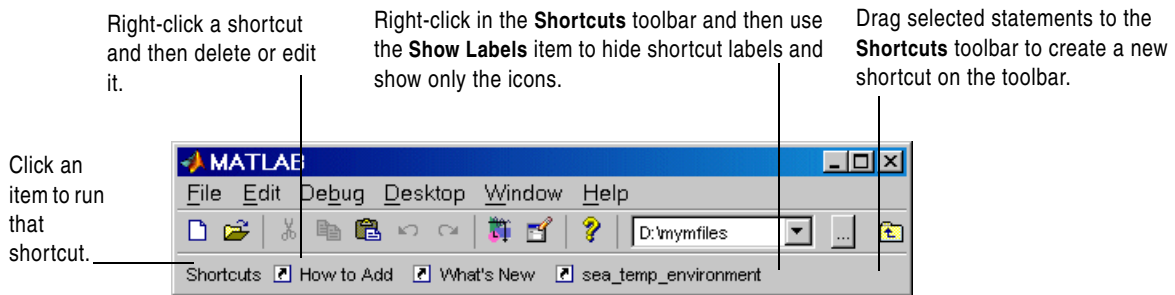 Right-click a shortcut
and then delete or edit
it.
Right-click in the Shortcuts toolbar and then use
the Show Labels item to hide shortcut labels and
show only the icons.
Drag selected statements to the
Shortcuts toolbar to create a new
shortcut on the toolbar.
Click an
item to run
that
shortcut.
MATLAB
File Edit Debug Desktop Window Help
D:\mymfiles ...
Shortcuts How to Add What's New sea_temp_environment